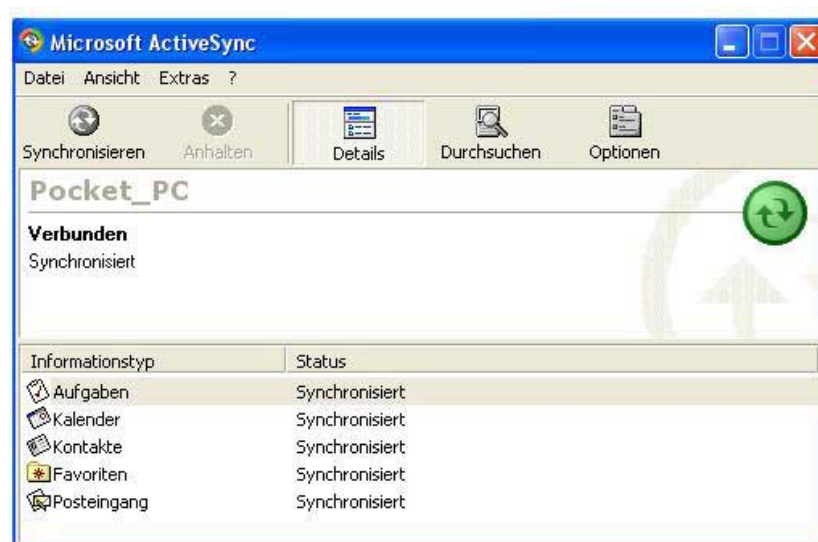 Microsoft ActiveSync
Datei Ansicht Extras ?
Synchronisieren Anhalten Details Durchsuchen Optionen
Pocket_PC
Verbunden
Synchronisiert
Informationstyp Status
Aufgaben Synchronisiert
Kalender Synchronisiert
Kontakte Synchronisiert
Favoriten Synchronisiert
Posteingang Synchronisiert